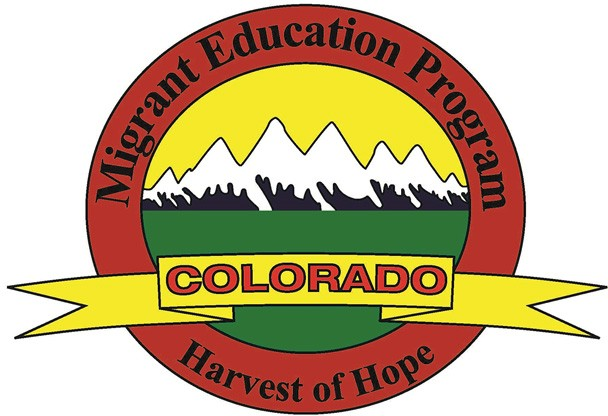 Migrant Education Program
COLORADO
Harvest of Hope